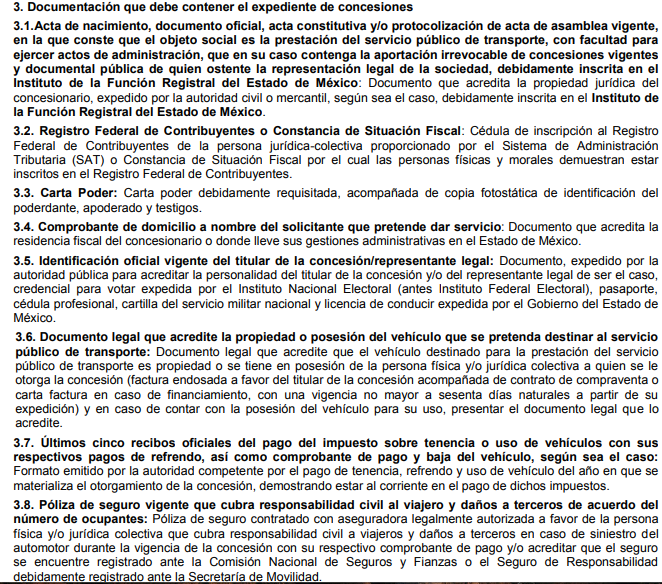 3. Documentación que debe contener el expediente de concesiones
3.1.Acta de nacimiento, documento oficial, acta constitutiva y/o protocolización de acta de asamblea vigente,
en la que conste que el objeto social es la prestación del servicio público de transporte, con facultad para
ejercer actos de administración, que en su caso contenga la aportación irrevocable de concesiones vigentes
y documental pública de quien ostente la representación legal de la sociedad, debidamente inscrita en el
Instituto de la Función Registral del Estado de México: Documento que acredita la propiedad jurídica del
concesionario, expedido por la autoridad civil o mercantil, según sea el caso, debidamente inscrita en el Instituto de
la Función Registral del Estado de México.
3.2. Registro Federal de Contribuyentes o Constancia de Situación Fiscal: Cédula de inscripción al Registro
Federal de Contribuyentes de la persona jurídica-colectiva proporcionado por el Sistema de Administración
Tributaria (SAT) o Constancia de Situación Fiscal por el cual las personas físicas y morales demuestran estar
inscritos en el Registro Federal de Contribuyentes.
3.3. Carta Poder: Carta poder debidamente requisitada, acompañada de copia fotostática de identificación del
poderdante, apoderado y testigos.
3.4. Comprobante de domicilio a nombre del solicitante que pretende dar servicio: Documento que acredita la
residencia fiscal del concesionario o donde lleve sus gestiones administrativas en el Estado de México.
3.5. Identificación oficial vigente del titular de la concesión/representante legal: Documento, expedido por la
autoridad pública para acreditar la personalidad del titular de la concesión y/o del representante legal de ser el caso,
credencial para votar expedida por el Instituto Nacional Electoral (antes Instituto Federal Electoral), pasaporte,
cédula profesional, cartilla del servicio militar nacional y licencia de conducir expedida por el Gobierno del Estado de
México.
3.6. Documento legal que acredite la propiedad o posesión del vehículo que se pretenda destinar al servicio
público de transporte: Documento legal que acredite que el vehículo destinado para la prestación del servicio
público de transporte es propiedad o se tiene en posesión de la persona física y/o jurídica colectiva a quien se le
otorga la concesión (factura endosada a favor del titular de la concesión acompañada de contrato de compraventa o
carta factura en caso de financiamiento, con una vigencia no mayor a sesenta días naturales a partir de su
expedición) y en caso de contar con la posesión del vehículo para su uso, presentar el documento legal que lo
acredite.
3.7. Últimos cinco recibos oficiales del pago del impuesto sobre tenencia o uso de vehículos con sus
respectivos pagos de refrendo, así como comprobante de pago y baja del vehículo, según sea el caso:
Formato emitido por la autoridad competente por el pago de tenencia, refrendo y uso de vehículo del año en que se
materializa el otorgamiento de la concesión, demostrando estar al corriente en el pago de dichos impuestos.
3.8. Póliza de seguro vigente que cubra responsabilidad civil al viajero y daños a terceros de acuerdo del
número de ocupantes: Póliza de seguro contratado con aseguradora legalmente autorizada a favor de la persona
física y/o jurídica colectiva que cubra responsabilidad civil a viajeros y daños a terceros en caso de siniestro del
automotor durante la vigencia de la concesión con su respectivo comprobante de pago y/o acreditar que el seguro
se encuentre registrado ante la Comisión Nacional de Seguros y Fianzas o el Seguro de Responsabilidad
debidamente registrado ante la Secretaría de Movilidad.